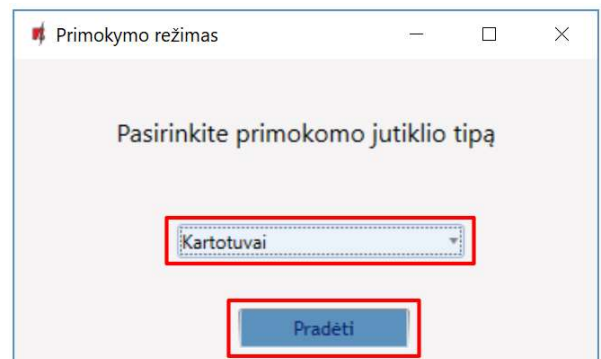 Primokymo režimas
Pasirinkite primokomo jutiklio tipą
Kartotuvai
Pradėti